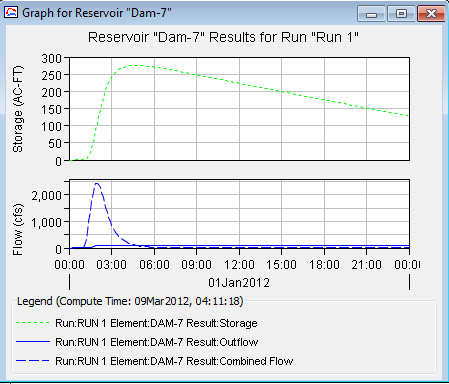 Graph for Reservoir "Dam-7"
Reservoir "Dam-7" Results for Run "Run 1"
Storage (AC-FT)
300
250
200
150
100
50
0
Flow (cfs)
2,000
1,000
0
00:00 03:00 06:00 09:00 12:00 15:00 18:00 21:00 00:00
01Jan2012
Legend (Compute Time: 09Mar2012, 04:11:18)
Run:RUN 1 Element:DAM-7 Result:Storage
Run:RUN 1 Element:DAM-7 Result:Outflow
Run:RUN 1 Element:DAM-7 Result:Combined Flow